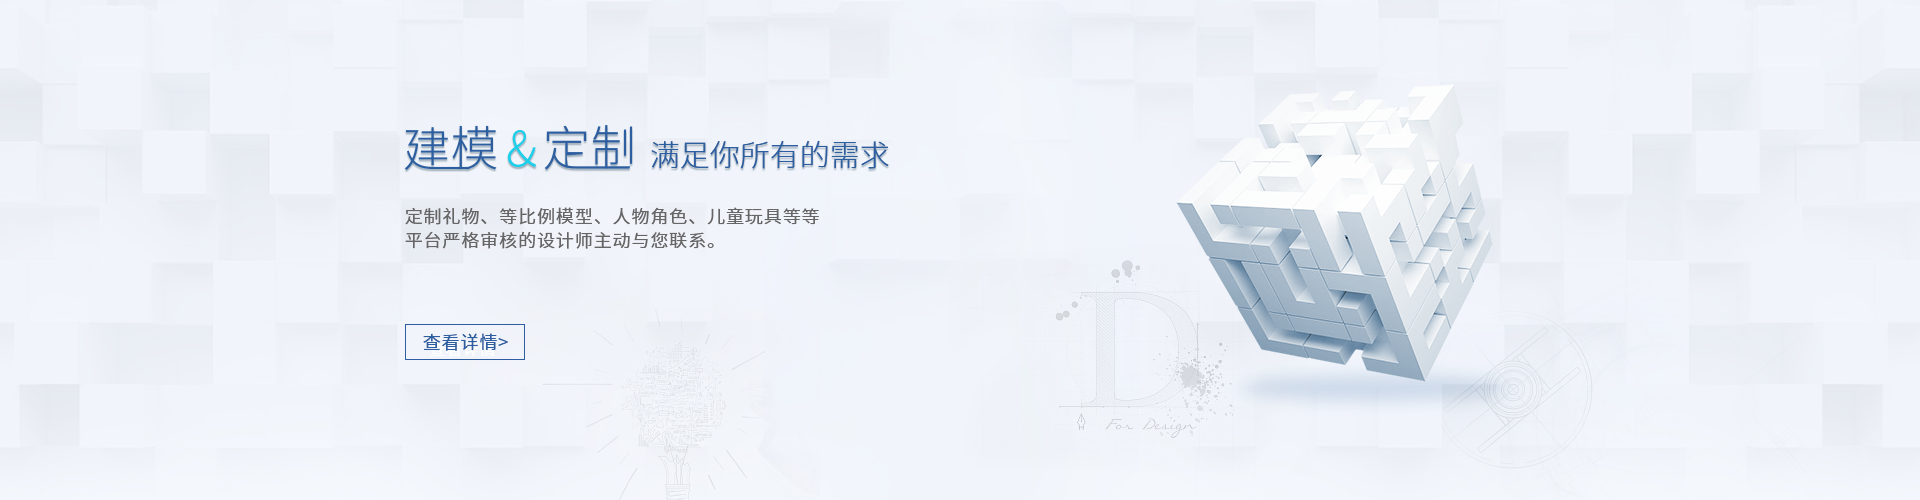 建模&定制 满足你所有的需求
定制礼物、等比例模型、人物角色、儿童玩具等等
平台严格审核的设计师主动与您联系。
查看详情>
D
For Design